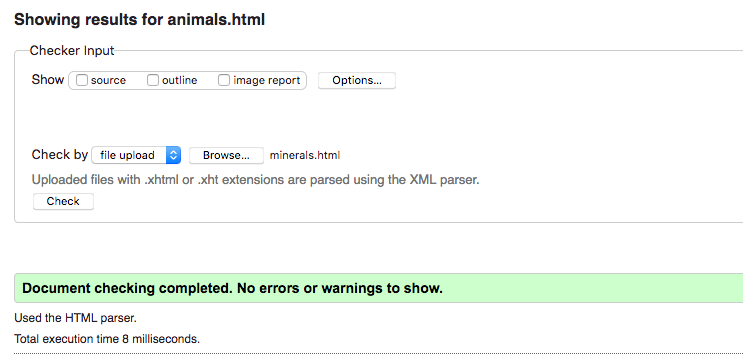 Showing results for animals.html
Checker Input
Show source outline image report Options...
Check by file upload Browse... minerals.html
Uploaded files with .xhtml or .xht extensions are parsed using the XML parser.
Check
Document checking completed. No errors or warnings to show.
Used the HTML parser.
Total execution time 8 milliseconds.